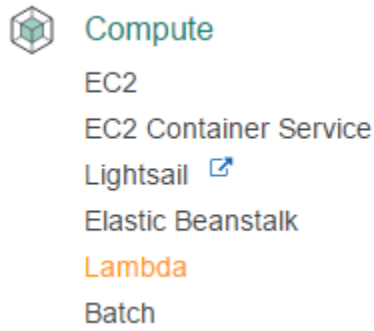 Compute
EC2
EC2 Container Service
Lightsail
Elastic Beanstalk
Lambda
Batch